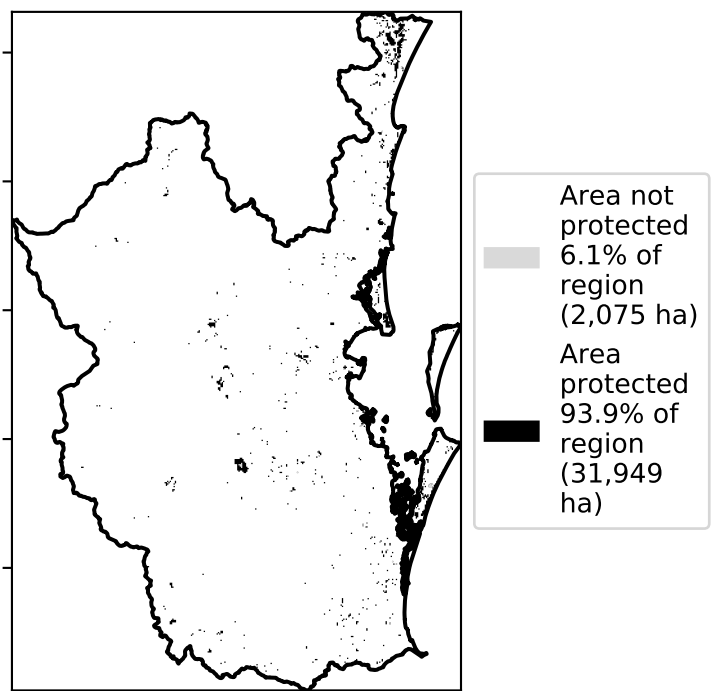 Area not
protected
6.1% of
region
(2,075 ha)
Area
protected
93.9% of
region
(31,949
ha)